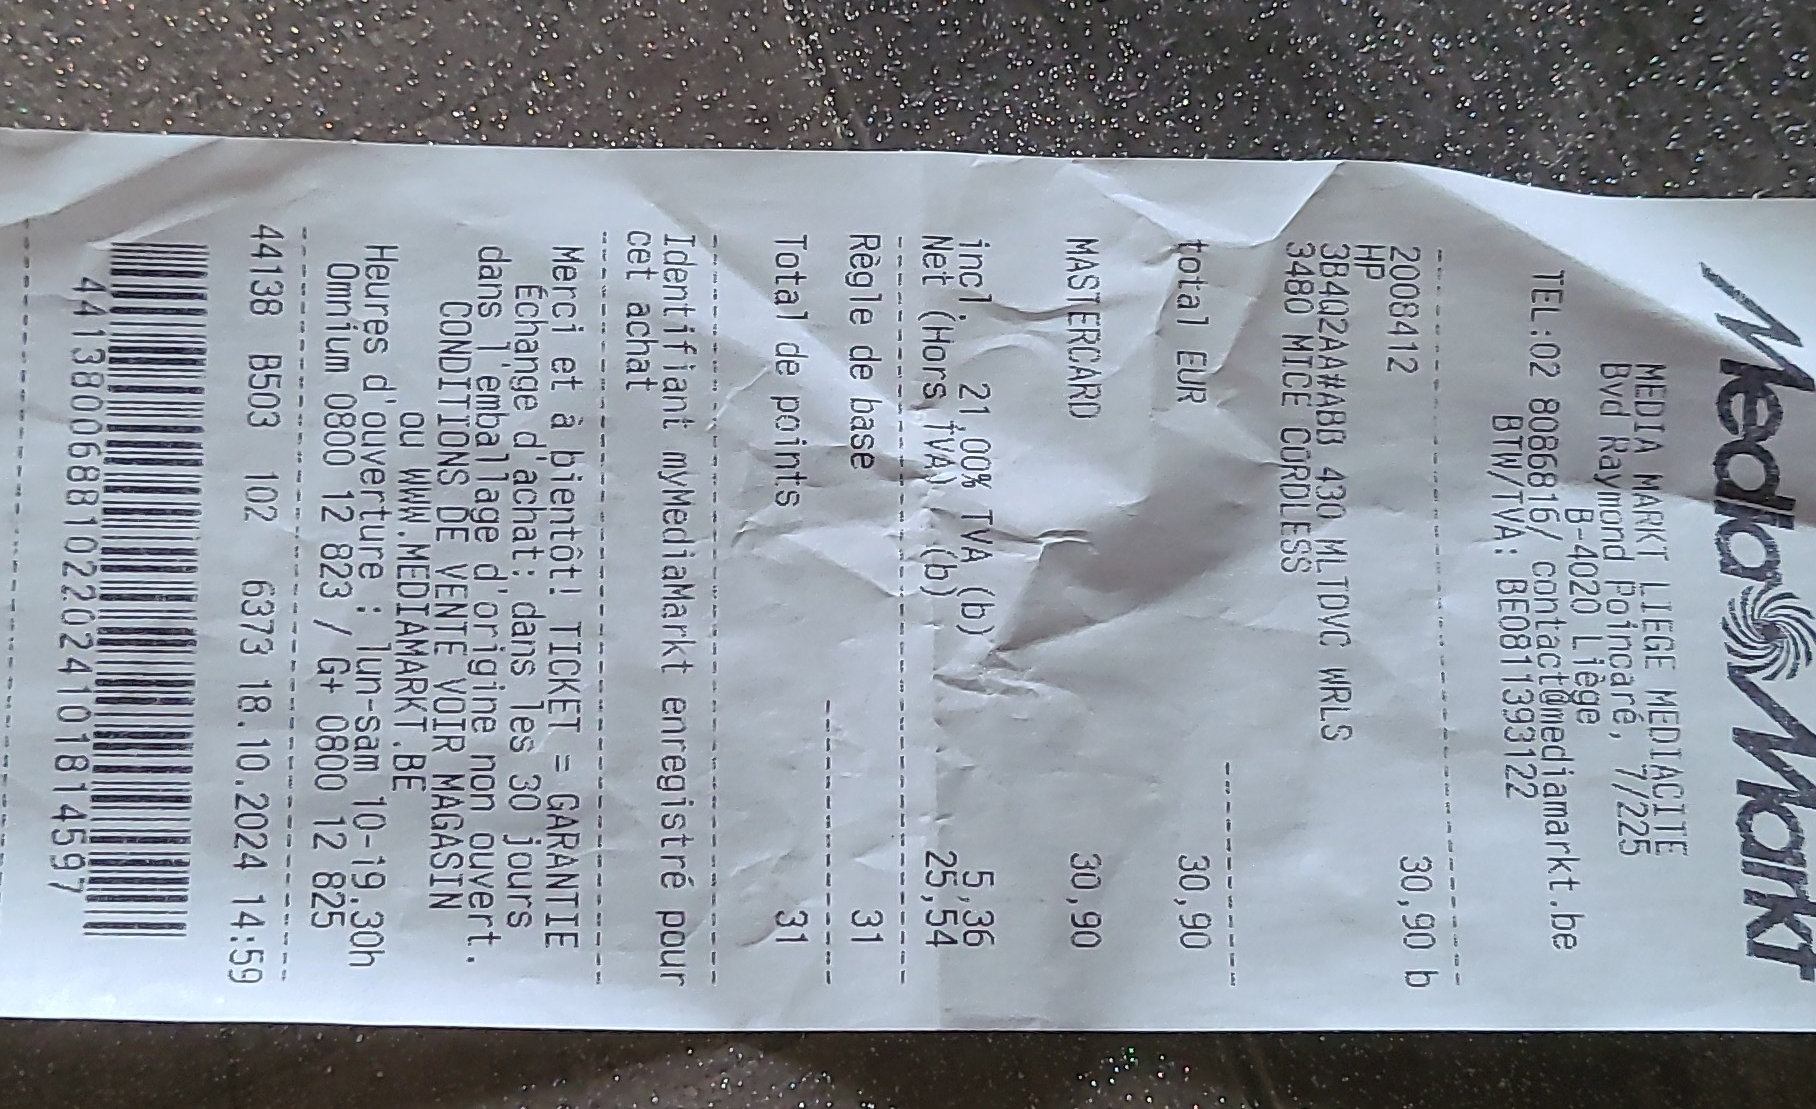 Media Markt
MEDIA MARKT LIEGE MEDIACITE
Bvd Raymond Poincaré, 7/225
B-4020 Liège
TEL:02 8086816/ contact@mediamarkt.be
BTW/TVA: BE0811393122
2008412 30,90 b
HP
3B4Q2AA#ABB 430 MLTDVC WRLS
3480 MICE CORDLESS
total EUR 30,90
MASTERCARD 30,90
incl. 21,00% TVA (b) 5,36
Net (Hors TVA) (b) 25,54
Règle de base 31
Total de points 31
Identifiant myMediaMarkt enregistré pour
cet achat
Merci et à bientôt! TICKET = GARANTIE
Échange d'achat: dans les 30 jours
dans l'emballage d'origine non ouvert.
CONDITIONS DE VENTE VOIR MAGASIN
ou WWW.MEDIAMARKT.BE
Heures d'ouverture : lun-sam 10-19.30h
Omnium 0800 12 823 / G+ 0800 12 825
44138 B503 102 6373 18.10.2024 14:59
44138006881022024101814597